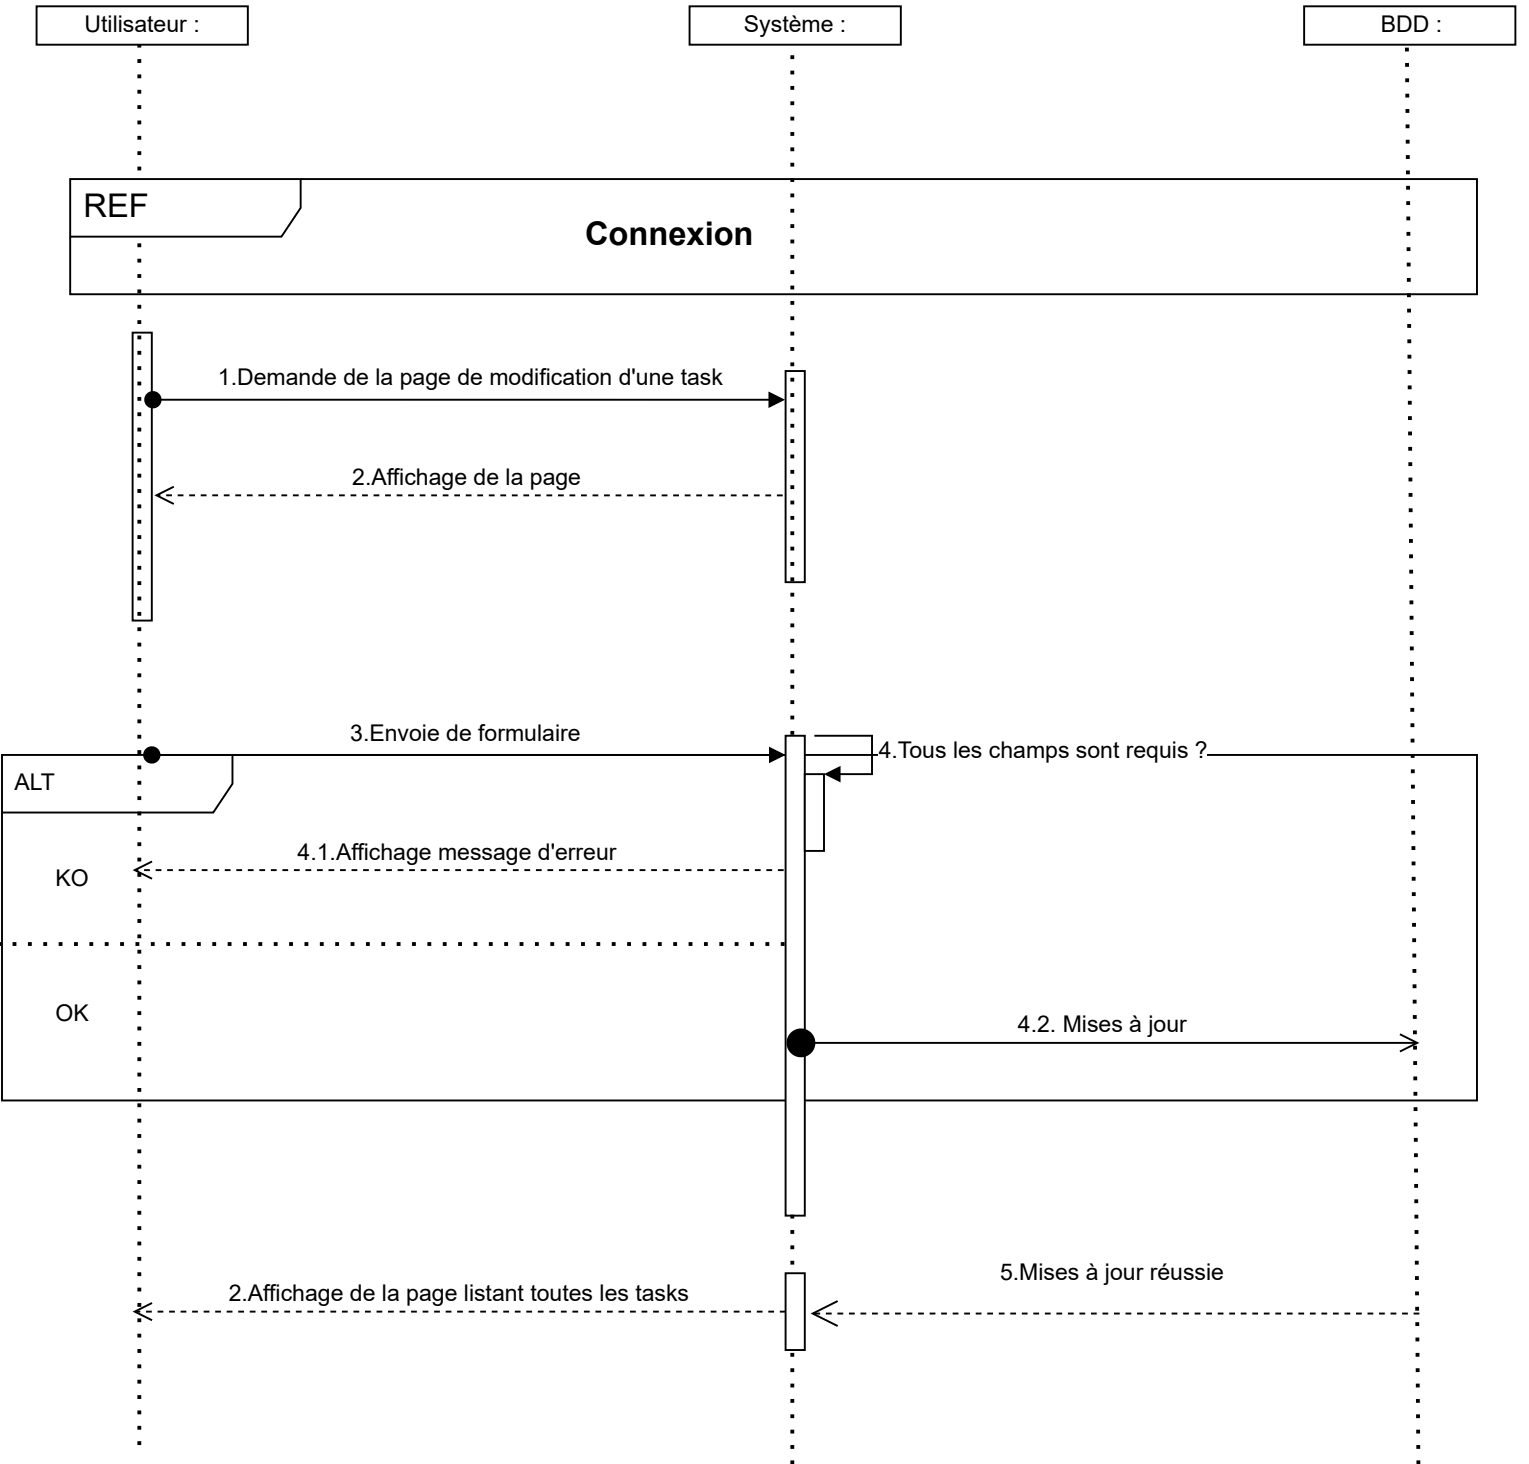 Utilisateur :
Système :
BDD :
REF
Connexion
1.Demande de la page de modification d'une task
2.Affichage de la page
3.Envoie de formulaire
4.Tous les champs sont requis ?
ALT
4.1.Affichage message d'erreur
KO
OK
4.2. Mises à jour
5.Mises à jour réussie
2.Affichage de la page listant toutes les tasks